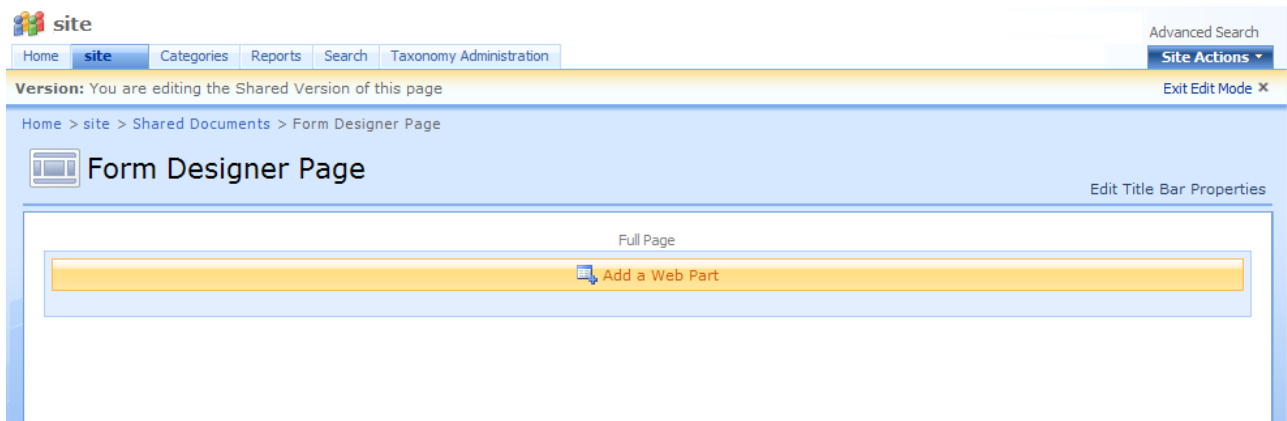 site
Advanced Search
Home site Categories Reports Search Taxonomy Administration Site Actions
Version: You are editing the Shared Version of this page Exit Edit Mode ×
Home > site > Shared Documents > Form Designer Page
Form Designer Page
Edit Title Bar Properties
Full Page
Add a Web Part